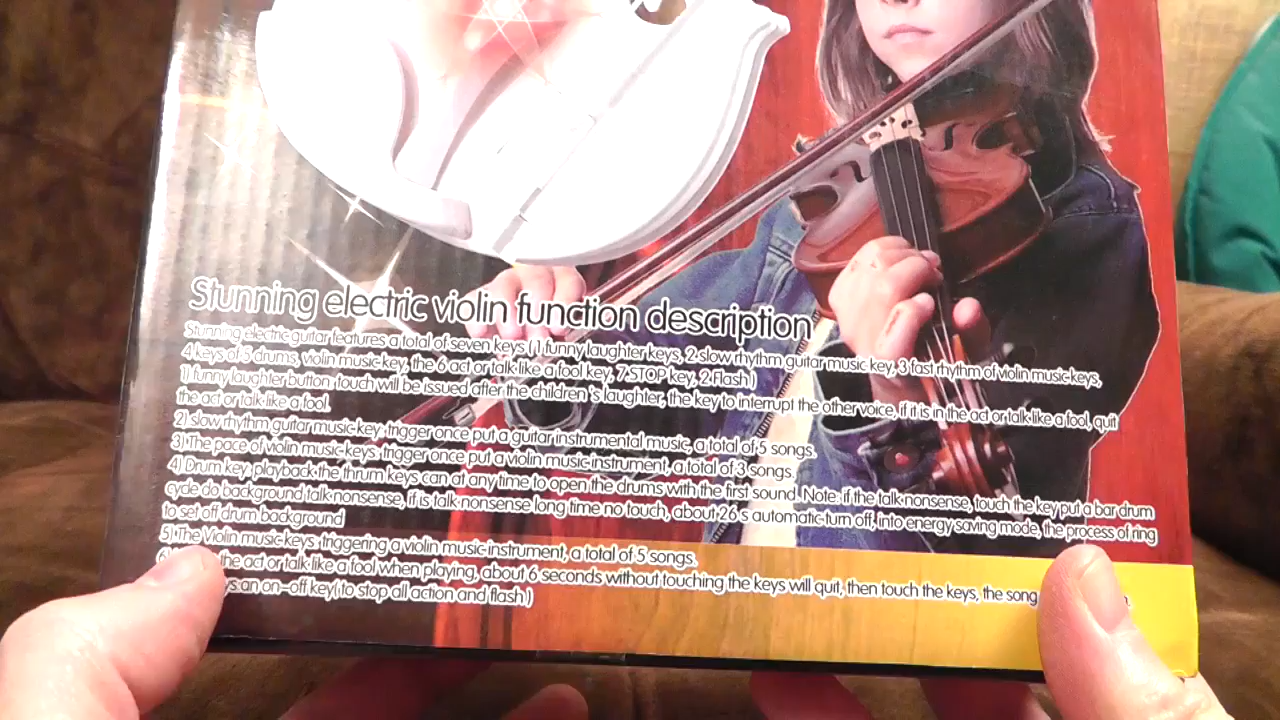 Stunning electric violin function description
Stunning electric guitar features a total of seven keys ( 1 funny laughter keys, 2 slow rhythm guitar music key, 3 fast rhythm of violin music keys,
4 keys of 5 drums, violin music key, the 6 act or talk like a fool key, 7 STOP key, 2 Flash )
1) funny laughter button touch will be issued after the children 's laughter, the key to interrupt the other voice, if it is in the act or talk like a fool, quit
the act or talk like a fool.
2) slow rhythm guitar music key trigger once put a guitar instrumental music, a total of 5 songs.
3) The pace of violin music keys trigger once put a violin music instrument, a total of 3 songs
4) Drum key: playback the thrum keys can at any time to open the drums with the first sound. Note: if the talk nonsense, touch the key put a bar drum
cycle do background talk nonsense, if is talk nonsense long time no touch, about 26 s automatic turn off, into energy saving mode, the process of ring
to set off drum background
5) The Violin music keys triggering a violin music instrument, a total of 5 songs.
the act or talk like a fool when playing, about 6 seconds without touching the keys will quit, then touch the keys, the song
an on-off key( to stop all action and flash )